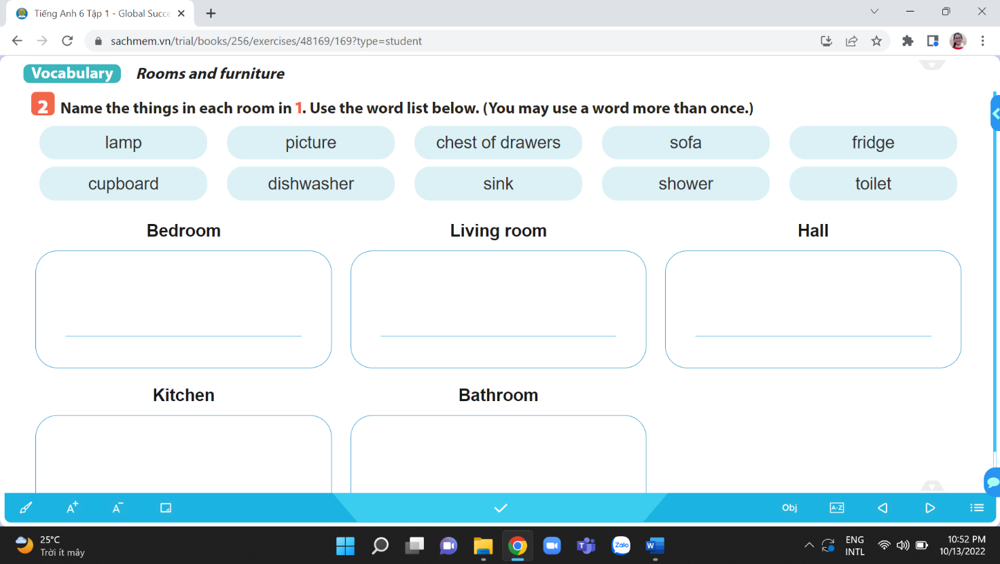 Tiếng Anh 6 Tập 1 - Global Succe
sachmem.vn/trial/books/256/exercises/48169/169?type=student
Vocabulary Rooms and furniture
2 Name the things in each room in 1. Use the word list below. (You may use a word more than once.)
lamp picture chest of drawers sofa fridge
cupboard dishwasher sink shower toilet
Bedroom Living room Hall
Kitchen Bathroom
A+ A- Obj A-Z
25°C
Trời ít mây
Zalo
T
W
ENG
INTL
10:52 PM
10/13/2022